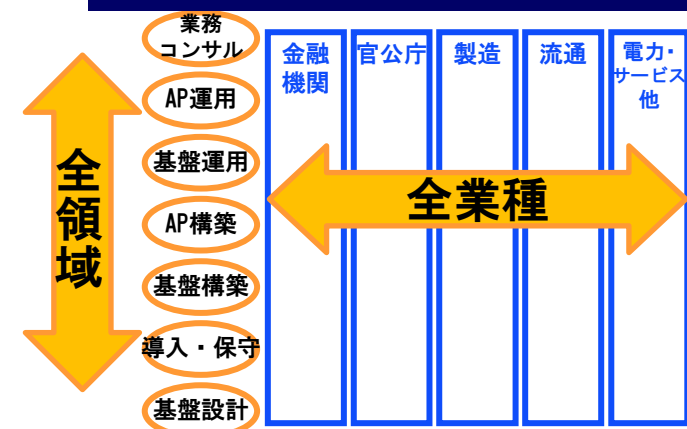 業務
コンサル
AP運用
基盤運用
AP構築
基盤構築
導入・保守
基盤設計
全
領
域
金融
機関
官公庁
製造
流通
電力・
サービス
他
全業種